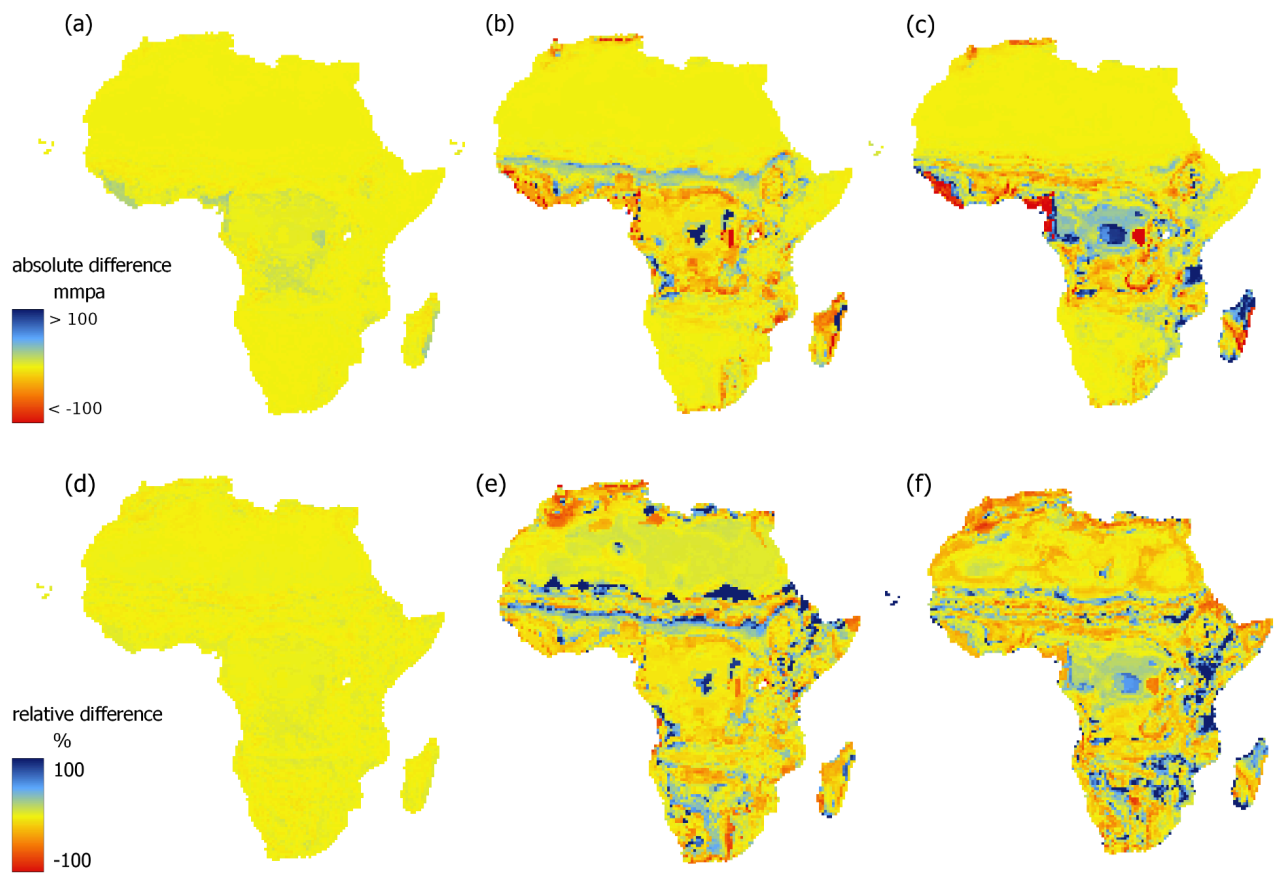 (a)
(b)
(c)
absolute difference
mmpa
> 100
< -100
(d)
(e)
(f)
relative difference
%
100
-100